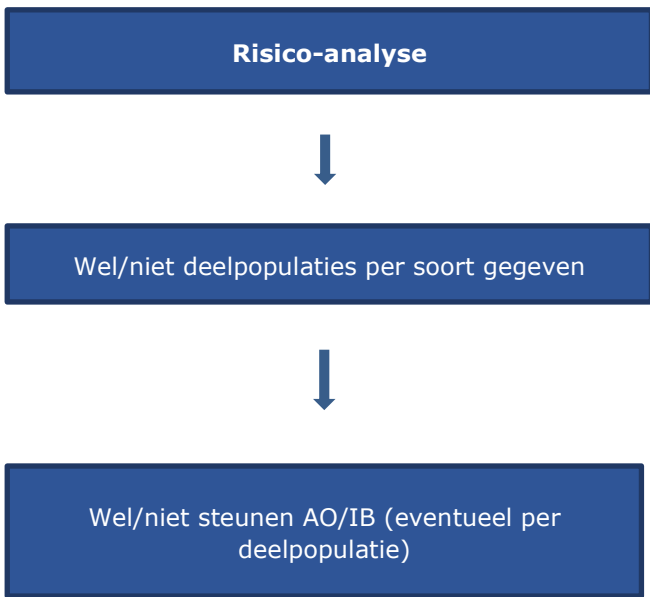 Risico-analyse
Wel/niet deelpopulaties per soort gegeven
Wel/niet steunen AO/IB (eventueel per
deelpopulatie)